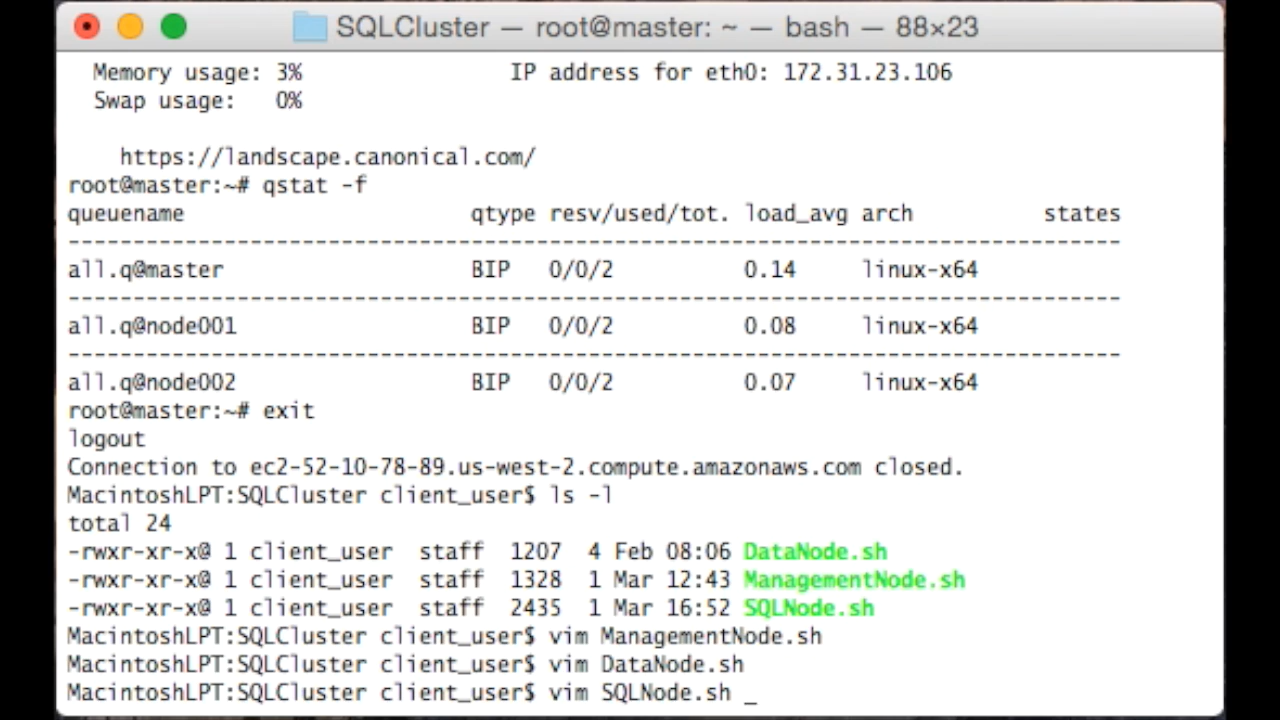 SQLCluster — root@master: ~ — bash — 88×23
Memory usage: 3% IP address for eth0: 172.31.23.106
Swap usage: 0%
https://landscape.canonical.com/
root@master:~# qstat -f
queuename qtype resv/used/tot. load_avg arch states
---------------------------------------------------------------------------------
all.q@master BIP 0/0/2 0.14 linux-x64
---------------------------------------------------------------------------------
all.q@node001 BIP 0/0/2 0.08 linux-x64
---------------------------------------------------------------------------------
all.q@node002 BIP 0/0/2 0.07 linux-x64
root@master:~# exit
logout
Connection to ec2-52-10-78-89.us-west-2.compute.amazonaws.com closed.
MacintoshLPT:SQLCluster client_user$ ls -l
total 24
-rwxr-xr-x@ 1 client_user staff 1207 4 Feb 08:06 DataNode.sh
-rwxr-xr-x@ 1 client_user staff 1328 1 Mar 12:43 ManagementNode.sh
-rwxr-xr-x@ 1 client_user staff 2435 1 Mar 16:52 SQLNode.sh
MacintoshLPT:SQLCluster client_user$ vim ManagementNode.sh
MacintoshLPT:SQLCluster client_user$ vim DataNode.sh
MacintoshLPT:SQLCluster client_user$ vim SQLNode.sh _